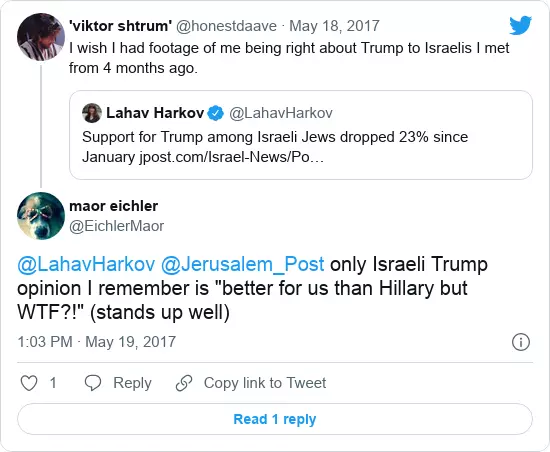 'viktor shtrum' @honestdaave · May 18, 2017
I wish I had footage of me being right about Trump to Israelis I met
from 4 months ago.
Lahav Harkov @LahavHarkov
Support for Trump among Israeli Jews dropped 23% since
January jpost.com/Israel-News/Po…
maor eichler
@EichlerMaor
@LahavHarkov @Jerusalem_Post only Israeli Trump
opinion I remember is "better for us than Hillary but
WTF?!" (stands up well)
1:03 PM · May 19, 2017
1 Reply Copy link to Tweet
Read 1 reply